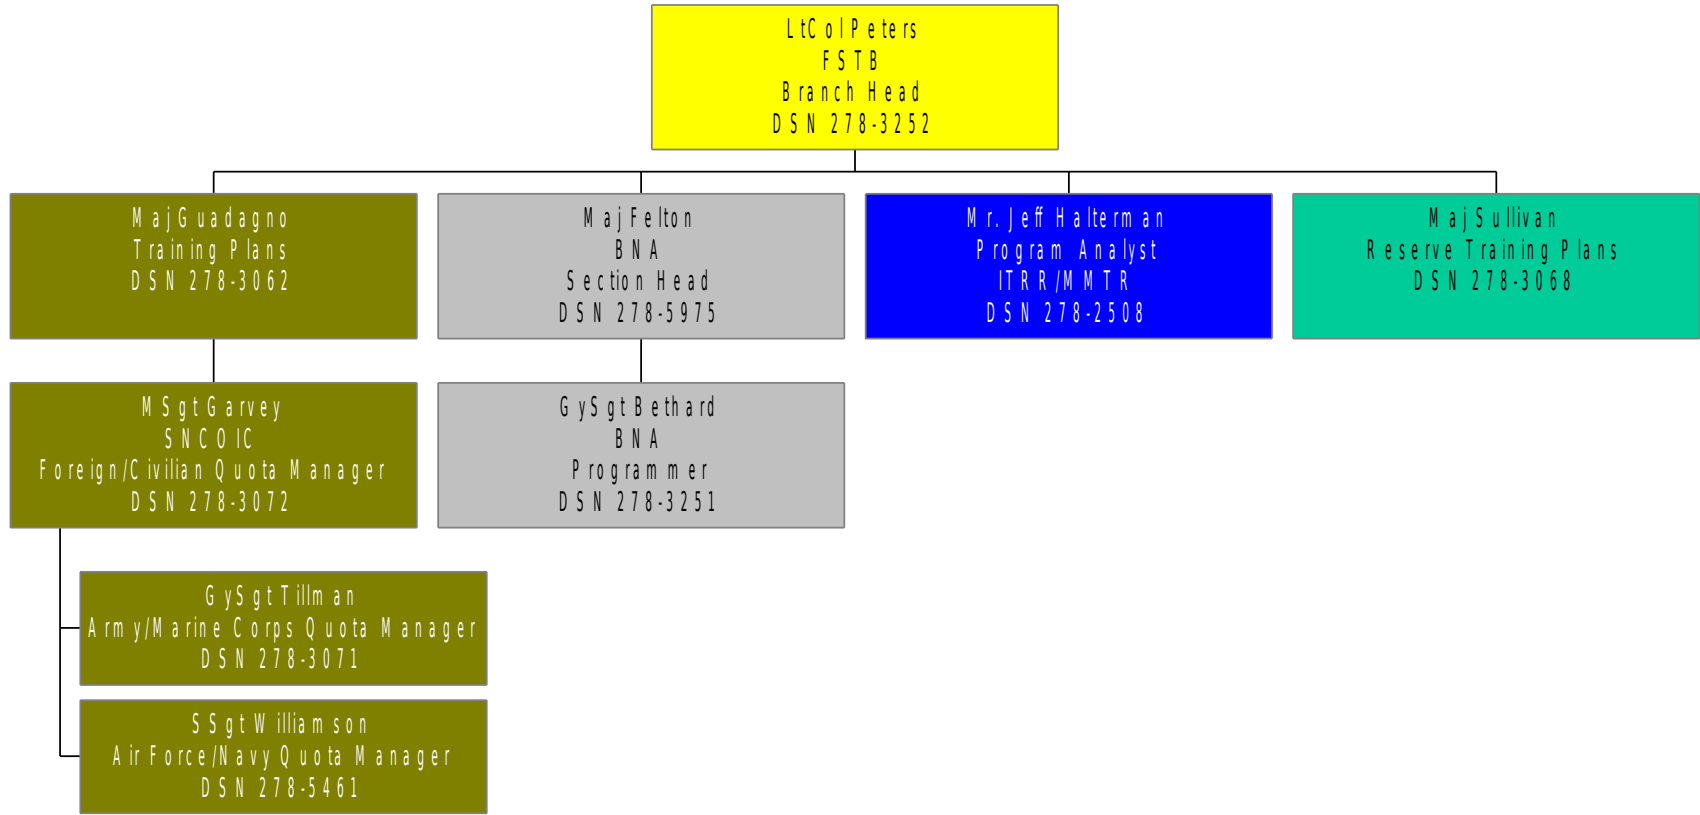 LtCol Peters
FSTB
Branch Head
DSN 278-3252
Maj Guadagno
Training Plans
DSN 278-3062
Maj Felton
BNA
Section Head
DSN 278-5975
Mr. Jeff Halterman
Program Analyst
ITRR/MMTR
DSN 278-2508
Maj Sullivan
Reserve Training Plans
DSN 278-3068
MSgt Garvey
SNCOIC
Foreign/Civilian Quota Manager
DSN 278-3072
GySgt Bethard
BNA
Programmer
DSN 278-3251
GySgt Tillman
Army/Marine Corps Quota Manager
DSN 278-3071
SSgt Williamson
Air Force/Navy Quota Manager
DSN 278-5461